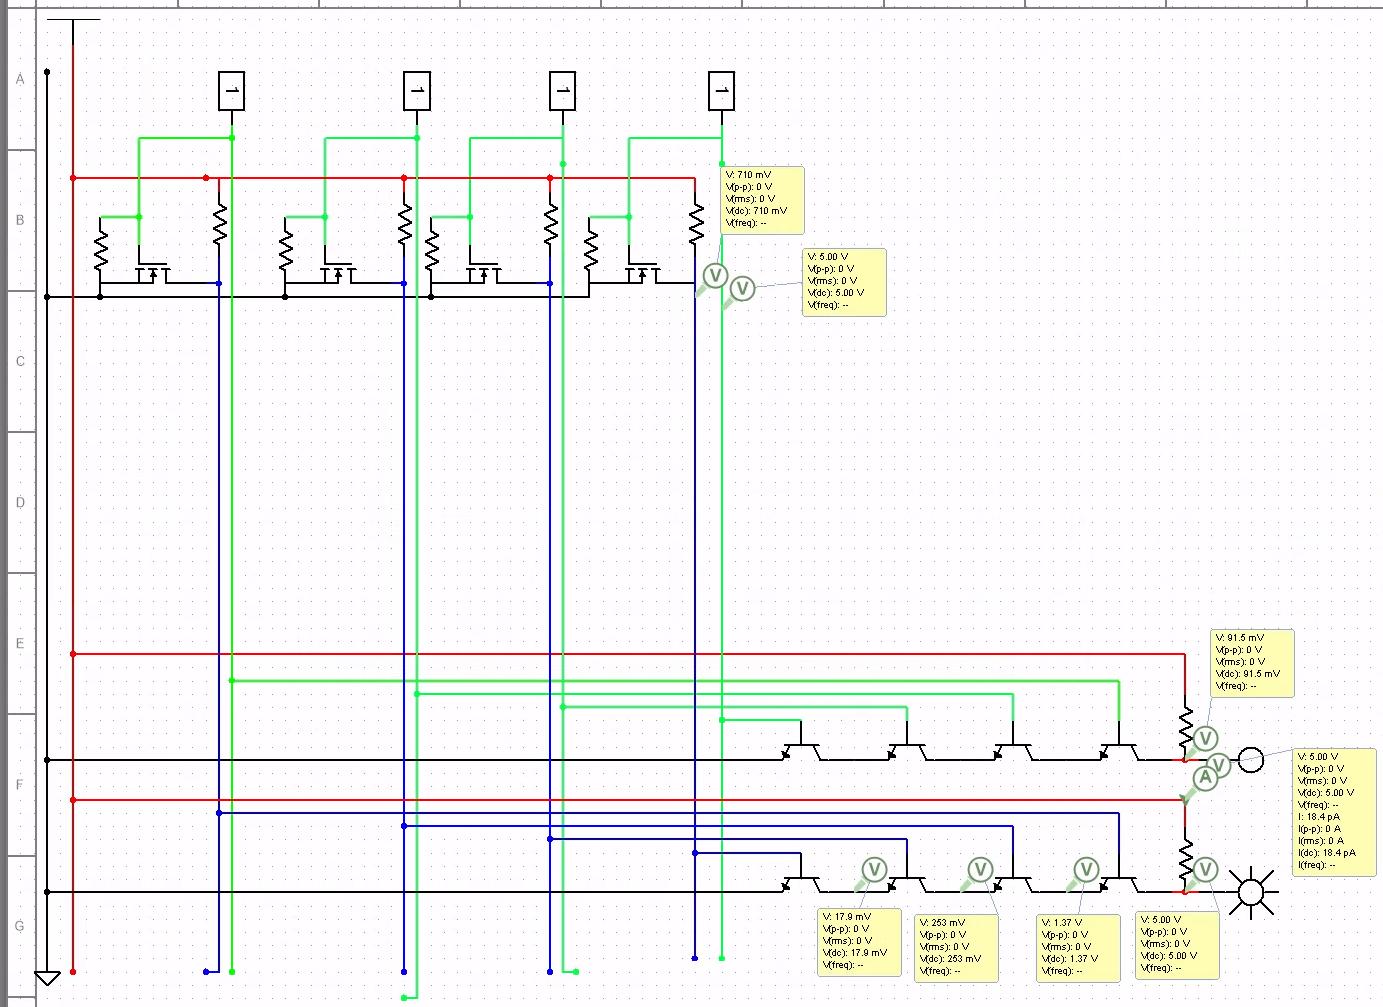 A
1
1
1
1
B
V: 710 mV
V(p-p): 0 V
V(rms): 0 V
V(dc): 710 mV
V(freq): --
V
V
V: 5.00 V
V(p-p): 0 V
V(rms): 0 V
V(dc): 5.00 V
V(freq): --
C
D
E
V: 91.5 mV
V(p-p): 0 V
V(rms): 0 V
V(dc): 91.5 mV
V(freq): --
V
V
A
F
V: 5.00 V
V(p-p): 0 V
V(rms): 0 V
V(dc): 5.00 V
V(freq): --
I: 18.4 pA
I(p-p): 0 A
I(rms): 0 A
I(dc): 18.4 pA
I(freq): --
V
V
V
V
G
V: 17.9 mV
V(p-p): 0 V
V(rms): 0 V
V(dc): 17.9 mV
V(freq): --
V: 253 mV
V(p-p): 0 V
V(rms): 0 V
V(dc): 253 mV
V(freq): --
V: 1.37 V
V(p-p): 0 V
V(rms): 0 V
V(dc): 1.37 V
V(freq): --
V: 5.00 V
V(p-p): 0 V
V(rms): 0 V
V(dc): 5.00 V
V(freq): --